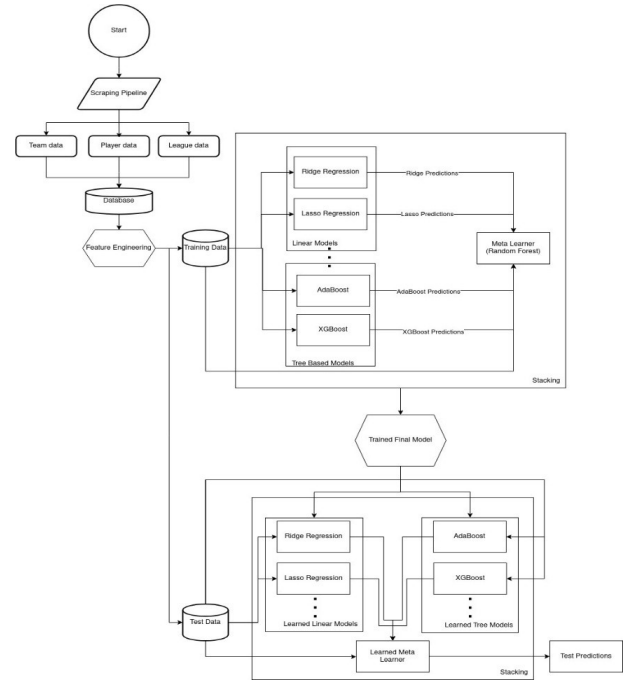 Start
Scraping Pipeline
Team data
Player data
League data
Database
Feature Engineering
Training Data
Ridge Regression
Ridge Predictions
Lasso Regression
Lasso Predictions
Linear Models
Meta Learner
(Random Forest)
AdaBoost
AdaBoost Predictions
XGBoost
XGBoost Predictions
Tree Based Models
Stacking
Trained Final Model
Ridge Regression
AdaBoost
Lasso Regression
XGBoost
Test Data
Learned Linear Models
Learned Tree Models
Learned Meta
Learner
Test Predictions
Stacking